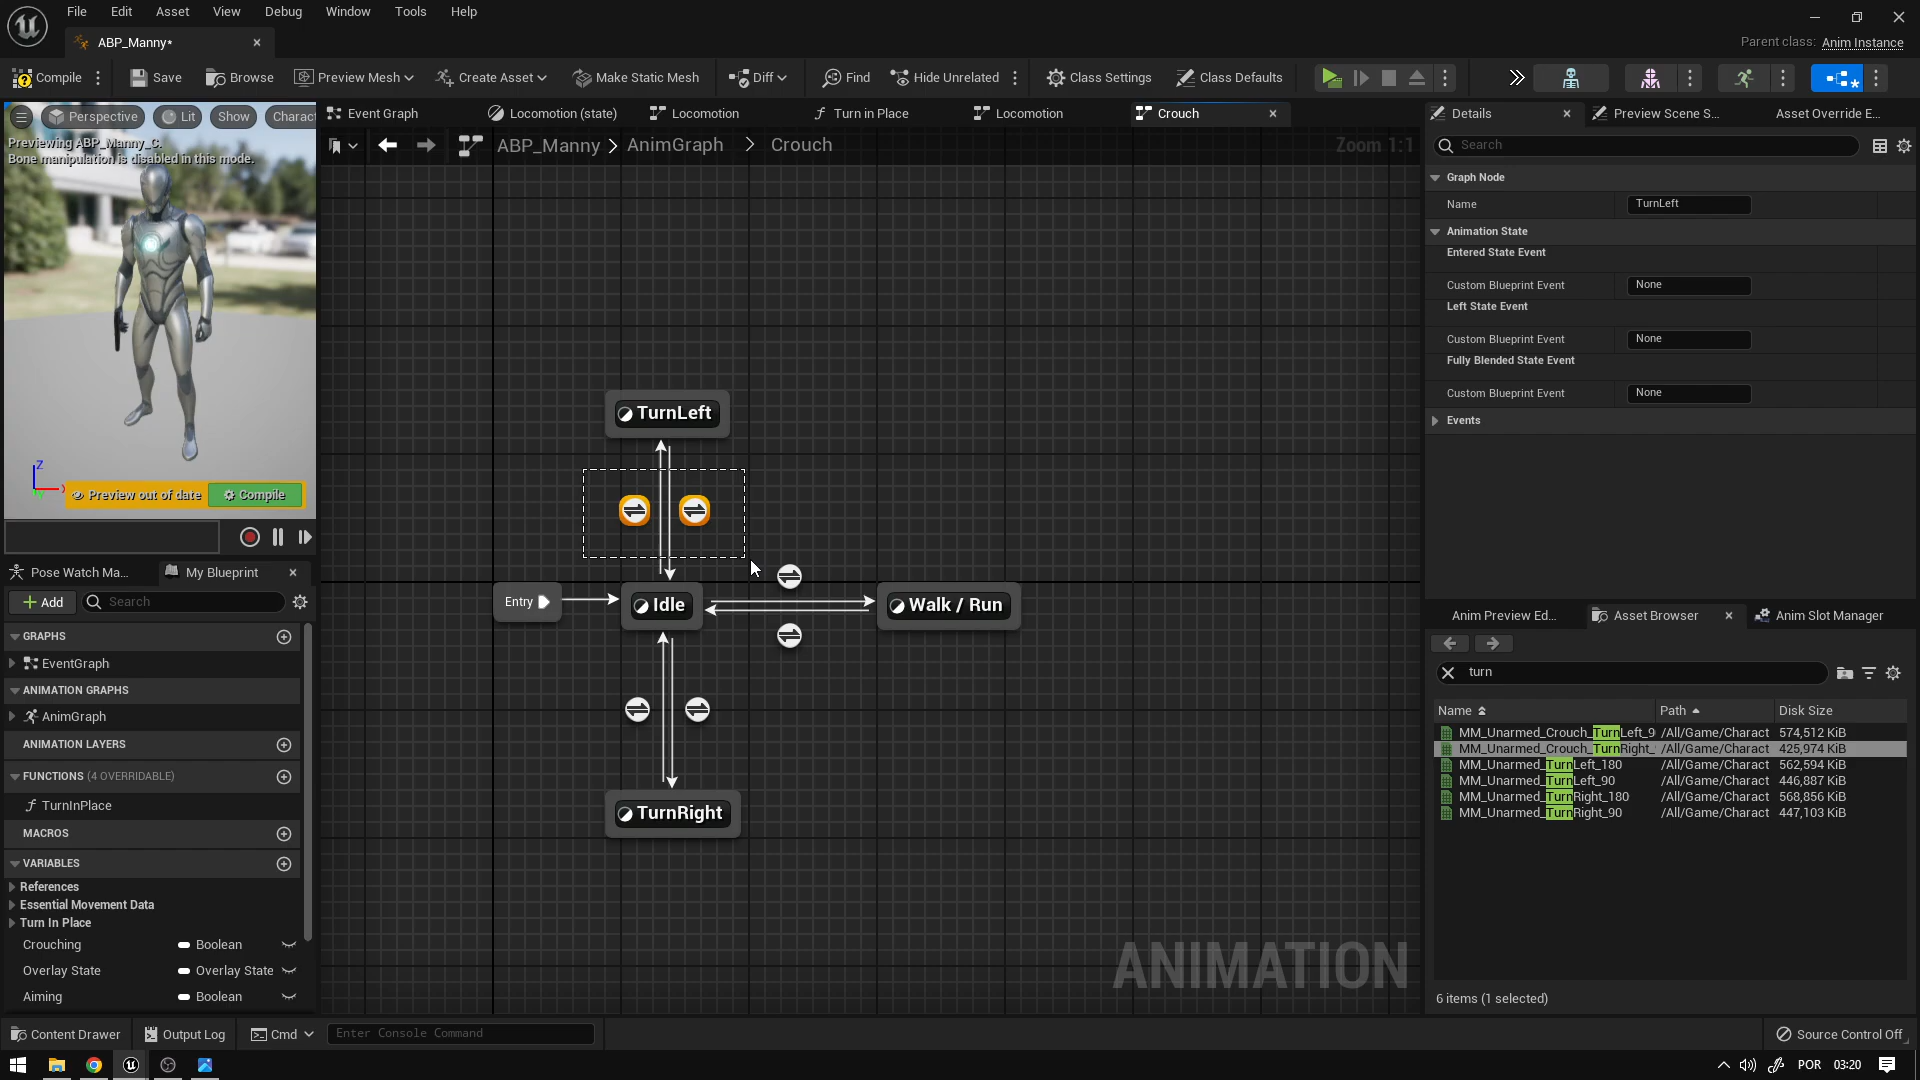 File Edit Asset View Debug Window Tools Help
ABP_Manny*
Parent class: Anim Instance
Compile Save Browse Preview Mesh Create Asset Make Static Mesh Diff Find Hide Unrelated Class Settings Class Defaults
Perspective Lit Show Charact
Previewing ABP_Manny_C.
Bone manipulation is disabled in this mode.
Z
Preview out of date Compile
Event Graph Locomotion (state) Locomotion Turn in Place Locomotion Crouch
ABP_Manny > AnimGraph > Crouch
Zoom 1:1
TurnLeft
Entry
Idle
Walk / Run
TurnRight
ANIMATION
Pose Watch Ma... My Blueprint
Add Search
GRAPHS
EventGraph
ANIMATION GRAPHS
AnimGraph
ANIMATION LAYERS
FUNCTIONS (4 OVERRIDABLE)
TurnInPlace
MACROS
VARIABLES
References
Essential Movement Data
Turn In Place
Crouching Boolean
Overlay State Overlay State
Aiming Boolean
Details Preview Scene S... Asset Override E...
Search
Graph Node
Name TurnLeft
Animation State
Entered State Event
Custom Blueprint Event None
Left State Event
Custom Blueprint Event None
Fully Blended State Event
Custom Blueprint Event None
Events
Anim Preview Ed... Asset Browser Anim Slot Manager
turn
Name Path Disk Size
MM_Unarmed_Crouch_TurnLeft_9 /All/Game/Charact 574,512 KiB
MM_Unarmed_Crouch_TurnRight_ /All/Game/Charact 425,974 KiB
MM_Unarmed_TurnLeft_180 /All/Game/Charact 562,594 KiB
MM_Unarmed_TurnLeft_90 /All/Game/Charact 446,887 KiB
MM_Unarmed_TurnRight_180 /All/Game/Charact 568,856 KiB
MM_Unarmed_TurnRight_90 /All/Game/Charact 447,103 KiB
6 items (1 selected)
Content Drawer Output Log Cmd Enter Console Command Source Control Off
POR 03:20